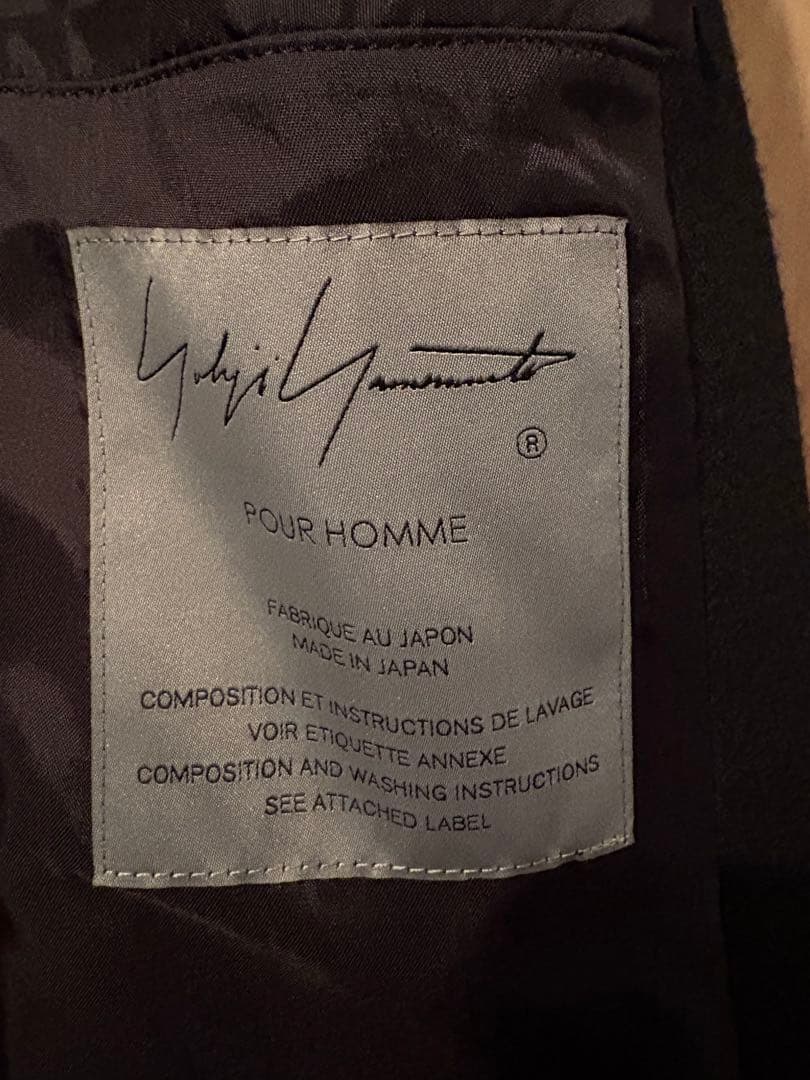 Yohji Yamamoto
®
POUR HOMME
FABRIQUE AU JAPON
MADE IN JAPAN
COMPOSITION ET INSTRUCTIONS DE LAVAGE
VOIR ETIQUETTE ANNEXE
COMPOSITION AND WASHING INSTRUCTIONS
SEE ATTACHED LABEL